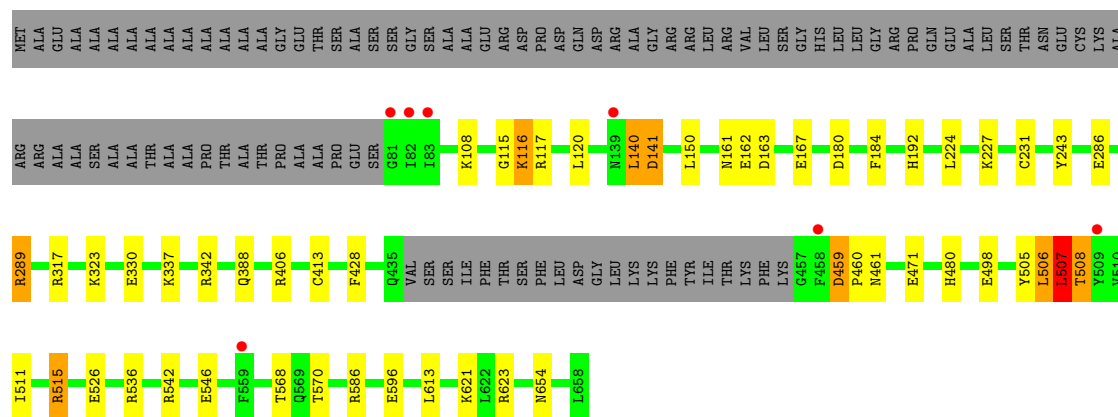 MET ALA GLU ALA ALA ALA ALA ALA ALA ALA ALA ALA ALA ALA GLY GLU THR SER ALA SER SER GLY SER ALA ALA GLU ARG ASP PRO ASP GLN ASP ARG ALA GLY ARG ARG LEU ARG VAL LEU SER GLY HIS LEU LEU GLY ARG PRO GLN GLU ALA LEU SER THR ASN GLU CYS LYS ALA
ARG ARG ALA ALA SER ALA ALA THR ALA ALA PRO THR ALA THR PRO ALA ALA PRO GLU SER G81 I82 I83 K108 G115 K116 R117 L120 N139 L140 D141 L150 N161 E162 D163 E167 D180 F184 H192 L224 K227 C231 Y243 E286
R289 R317 K323 E330 K337 R342 Q388 R406 C413 F428 Q435 VAL SER SER ILE PHE THR SER PHE LEU ASP GLY LEU LYS LYS PHE TYR ILE THR LYS PHE LYS G457 F458 D459 P460 N461 E471 H480 E498 Y505 L506 L507 T508 Y509 V510
I511 R515 E526 R536 R542 E546 F559 T568 Q569 T570 R586 E596 L613 K621 L622 R623 N654 L658